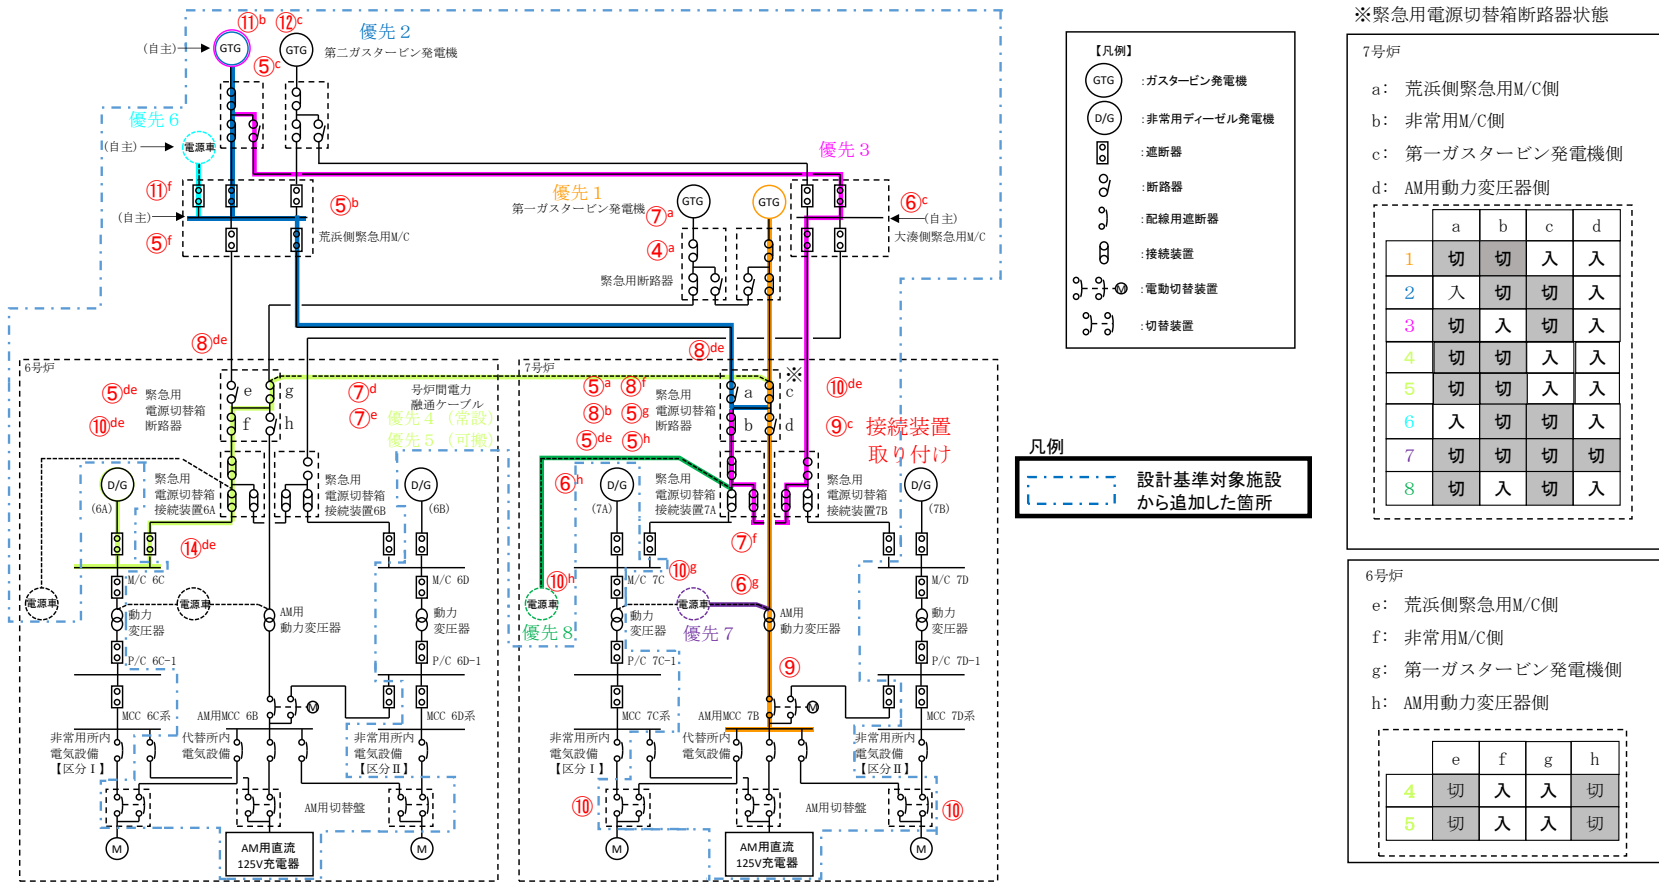 ⑪b
⑫c
優先２
(自主)
GTG
GTG
第二ガスタービン発電機
⑤c
優先６
(自主)
電源車
優先３
⑪f
(自主)
⑤b
⑤f
荒浜側緊急用M/C
優先１
第一ガスタービン発電機
⑦a
GTG
GTG
④a
緊急用断路器
⑥c
(自主)
大湊側緊急用M/C
⑧de
⑧de
6号炉
⑤de
⑩de
緊急用
電源切替箱
断路器
e
g
f
h
⑦d
⑦e
号炉間電力
融通ケーブル
優先４（常設）
優先５（可搬）
7号炉
※
⑤a
⑧f
⑧b
⑤g
⑤de
⑤h
緊急用
電源切替箱
断路器
a
c
b
d
⑩de
⑨c
接続装置
取り付け
D/G
(6A)
緊急用
電源切替箱
接続装置6A
緊急用
電源切替箱
接続装置6B
D/G
(6B)
⑥h
D/G
(7A)
緊急用
電源切替箱
接続装置7A
緊急用
電源切替箱
接続装置7B
D/G
(7B)
⑭de
⑦f
M/C 6C
M/C 6D
M/C 7C
M/C 7D
⑩h
⑩g
⑥g
電源車
電源車
電源車
電源車
動力
変圧器
AM用
動力変圧器
動力
変圧器
優先８
動力
変圧器
優先７
AM用
動力変圧器
動力
変圧器
P/C 6C-1
P/C 6D-1
P/C 7C-1
P/C 7D-1
⑨
M
M
MCC 6C系
AM用MCC 6B
MCC 6D系
MCC 7C系
AM用MCC 7B
MCC 7D系
非常用所内
電気設備
【区分Ⅰ】
代替所内
電気設備
非常用所内
電気設備
【区分Ⅱ】
非常用所内
電気設備
【区分Ⅰ】
代替所内
電気設備
非常用所内
電気設備
【区分Ⅱ】
AM用切替盤
⑩
AM用切替盤
⑩
M
AM用直流
125V充電器
M
M
AM用直流
125V充電器
M
【凡例】
GTG :ガスタービン発電機
D/G :非常用ディーゼル発電機
:遮断器
:断路器
:配線用遮断器
:接続装置
M :電動切替装置
:切替装置
凡例
設計基準対象施設
から追加した箇所
※緊急用電源切替箱断路器状態
7号炉
a: 荒浜側緊急用M/C側
b: 非常用M/C側
c: 第一ガスタービン発電機側
d: AM用動力変圧器側
a b c d
1 切 切 入 入
2 入 切 切 入
3 切 入 切 入
4 切 切 入 入
5 切 切 入 入
6 入 切 切 入
7 切 切 切 切
8 切 入 切 入
6号炉
e: 荒浜側緊急用M/C側
f: 非常用M/C側
g: 第一ガスタービン発電機側
h: AM用動力変圧器側
e f g h
4 切 入 入 切
5 切 入 入 切